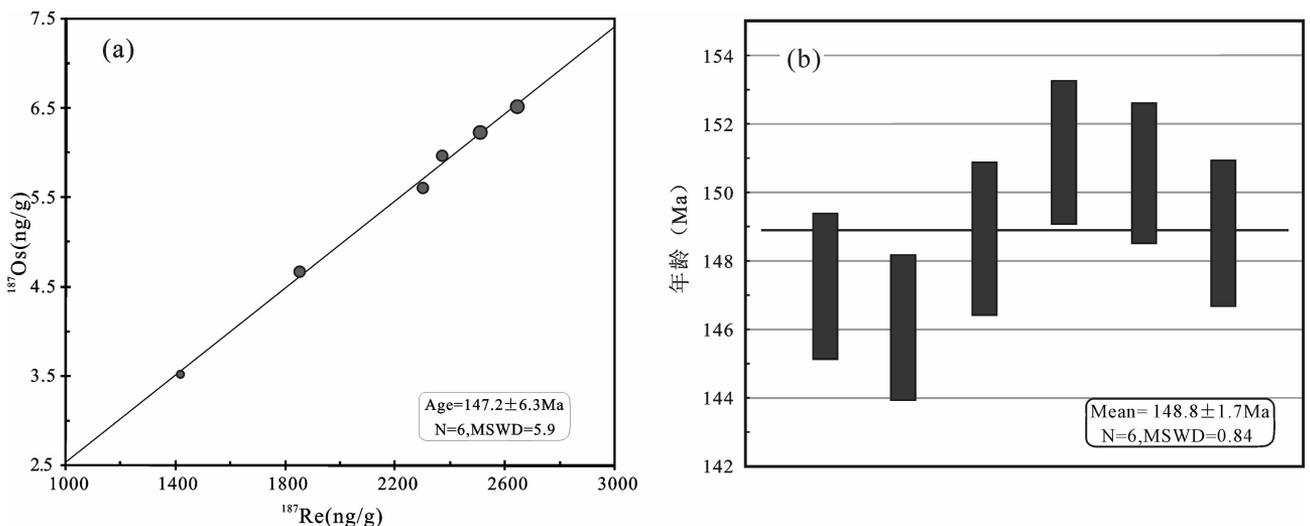 (a)
7.5
6.5
5.5
4.5
3.5
2.5
¹⁸⁷Os(ng/g)
Age=147.2±6.3Ma
N=6,MSWD=5.9
1000 1400 1800 2200 2600 3000
¹⁸⁷Re(ng/g)
(b)
154
152
150
148
146
144
142
年龄（Ma）
Mean= 148.8±1.7Ma
N=6,MSWD=0.84